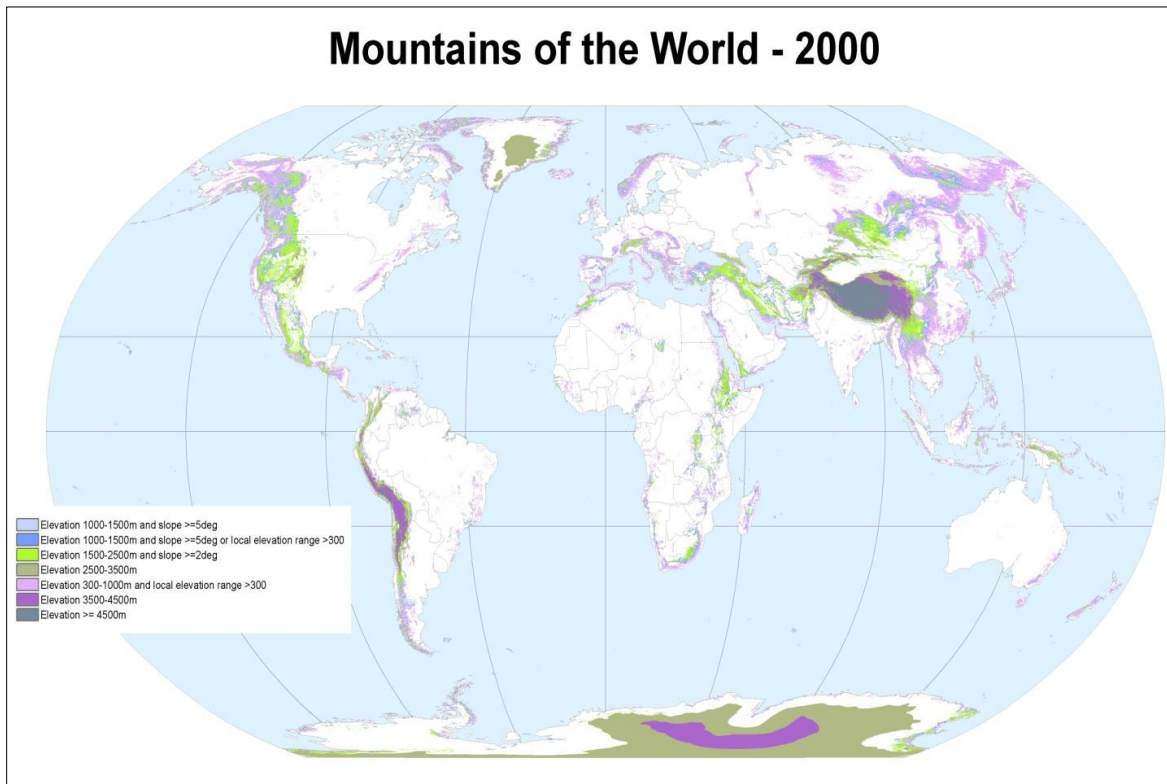 Mountains of the World - 2000
Elevation 1000-1500m and slope >=5deg
Elevation 1000-1500m and slope >=5deg or local elevation range >300
Elevation 1500-2500m and slope >=2deg
Elevation 2500-3500m
Elevation 300-1000m and local elevation range >300
Elevation 3500-4500m
Elevation >= 4500m